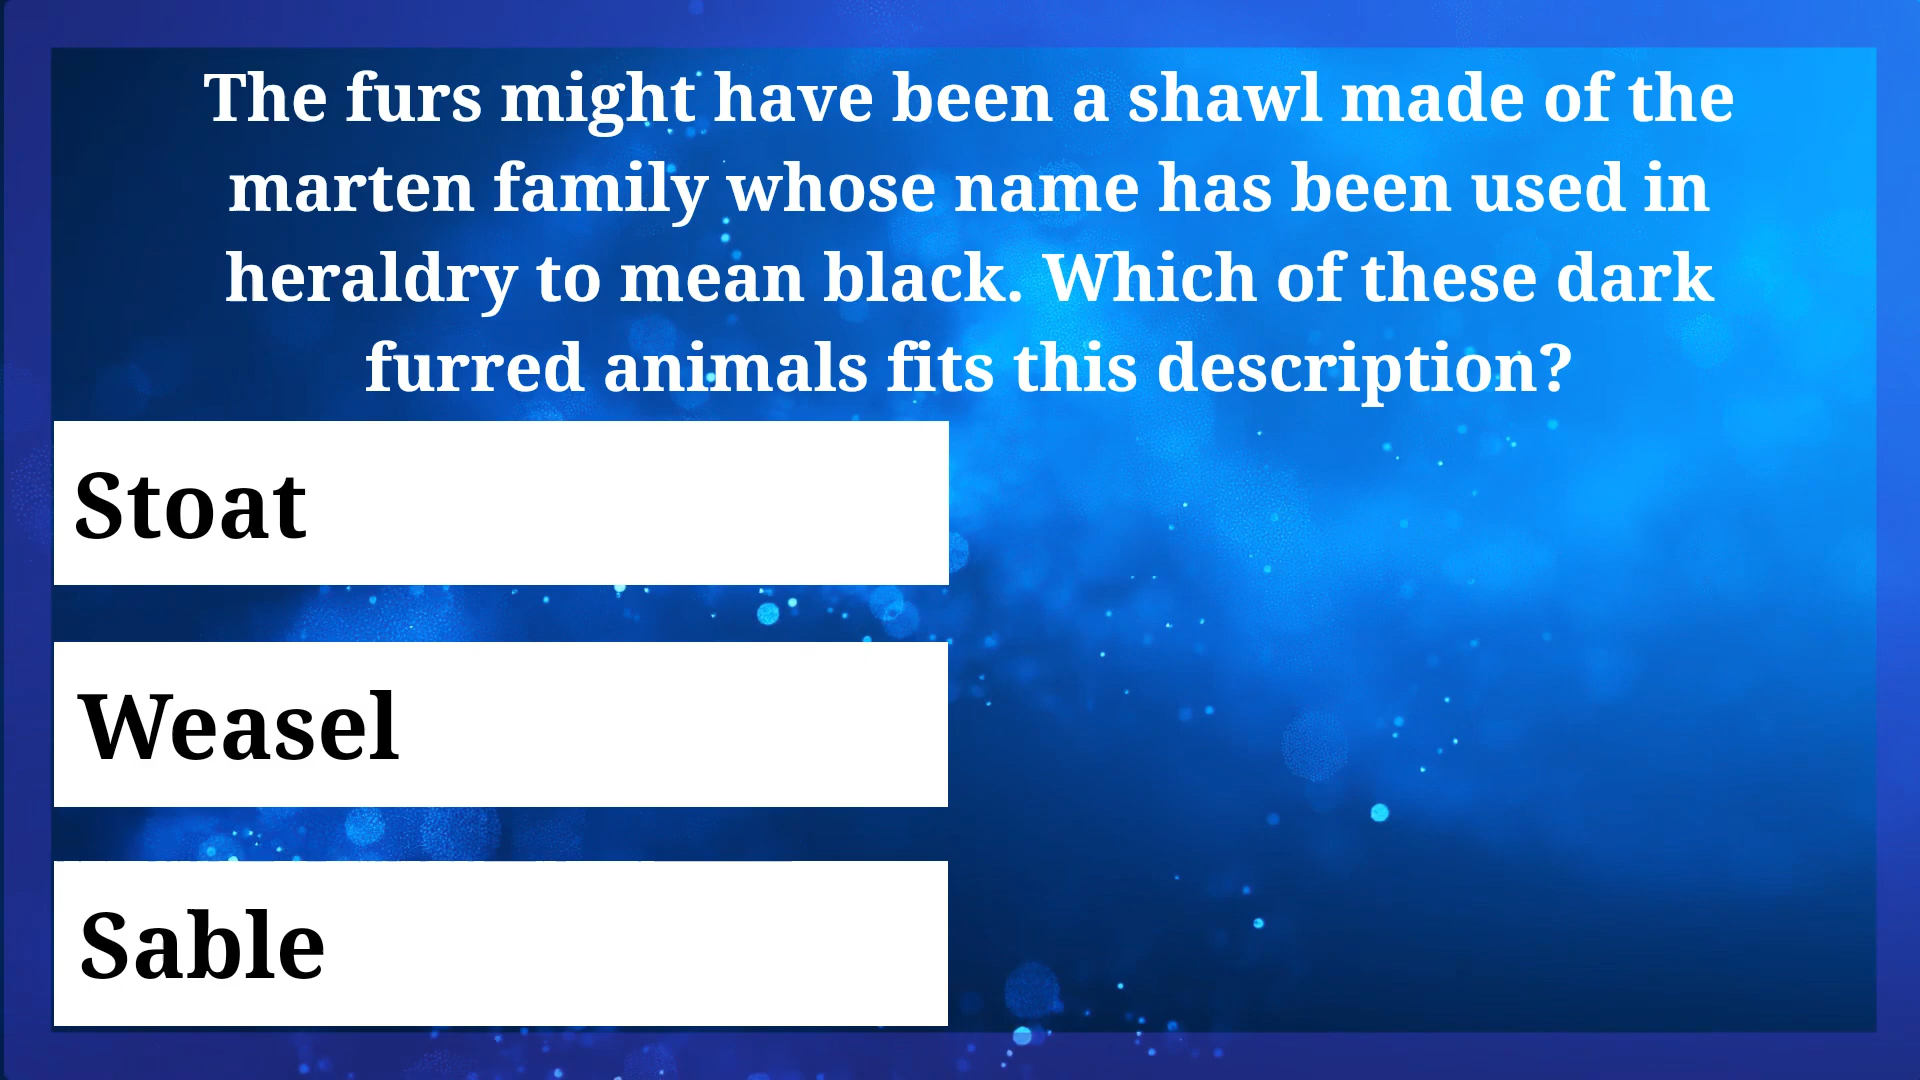 The furs might have been a shawl made of the
marten family whose name has been used in
heraldry to mean black. Which of these dark
furred animals fits this description?
Stoat
Weasel
Sable